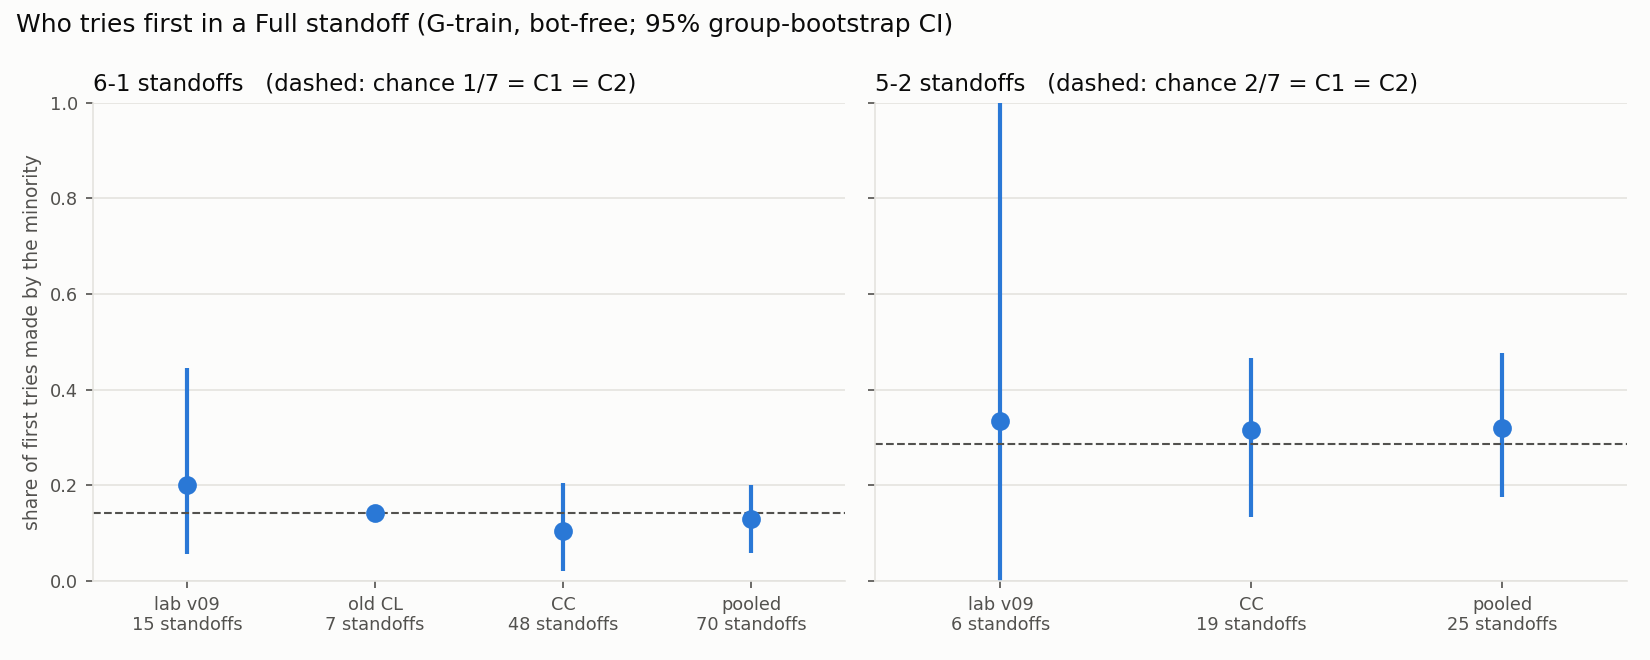 Who tries first in a Full standoff (G-train, bot-free; 95% group-bootstrap CI)
6-1 standoffs (dashed: chance 1/7 = C1 = C2)
share of first tries made by the minority
1.0
0.8
0.6
0.4
0.2
0.0
lab v09
15 standoffs
old CL
7 standoffs
CC
48 standoffs
pooled
70 standoffs
5-2 standoffs (dashed: chance 2/7 = C1 = C2)
lab v09
6 standoffs
CC
19 standoffs
pooled
25 standoffs